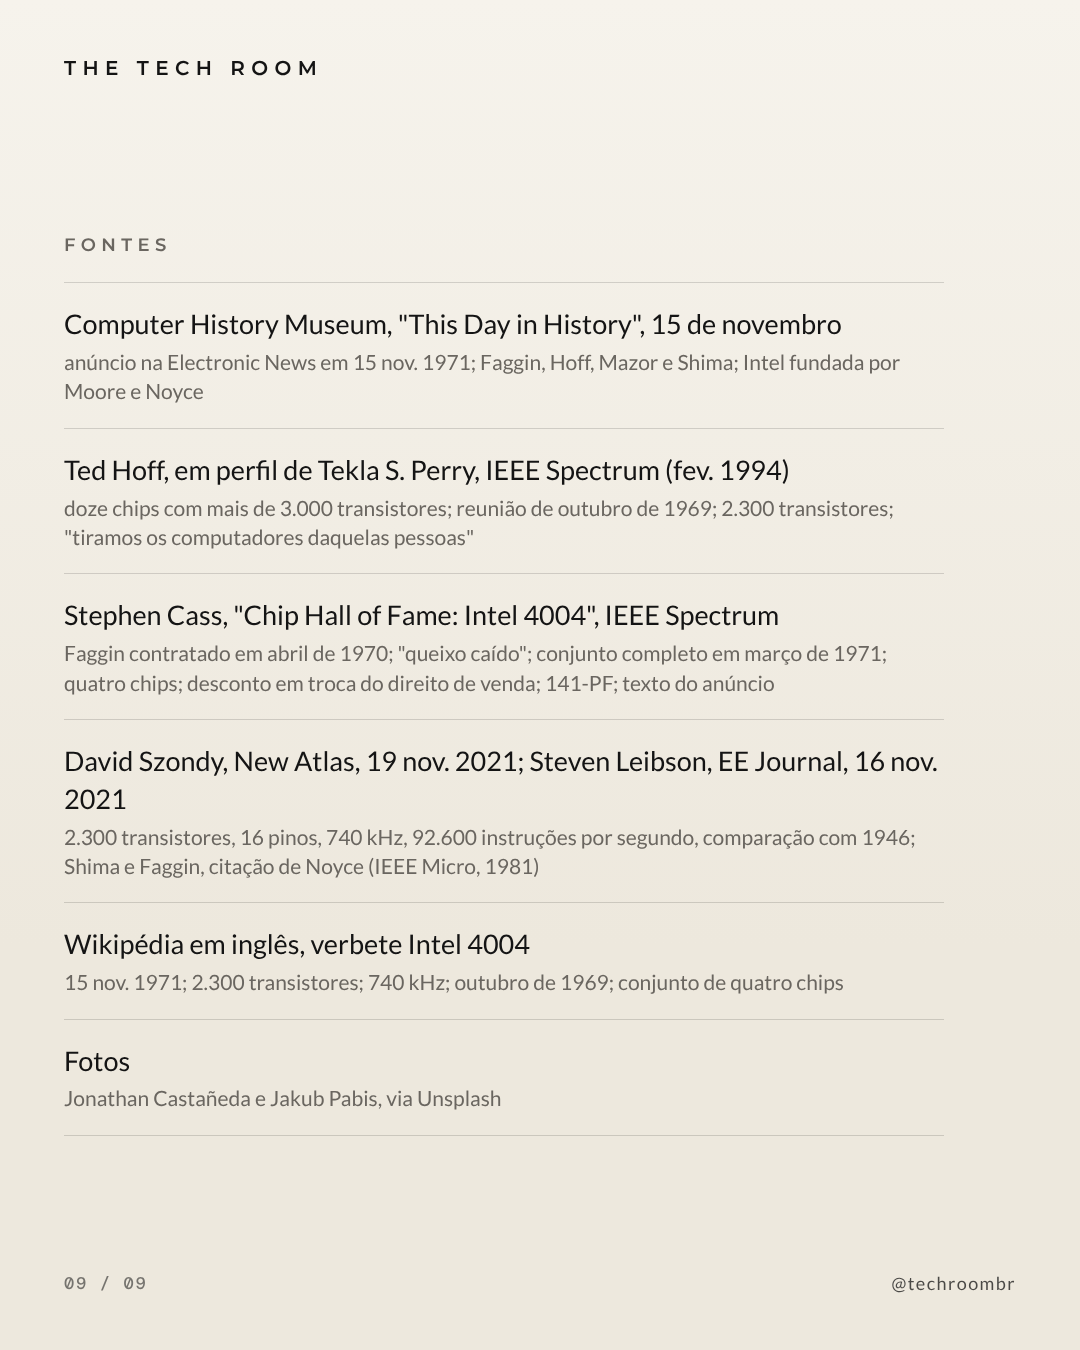 THE TECH ROOM
FONTES
Computer History Museum, "This Day in History", 15 de novembro
anúncio na Electronic News em 15 nov. 1971; Faggin, Hoff, Mazor e Shima; Intel fundada por
Moore e Noyce
Ted Hoff, em perfil de Tekla S. Perry, IEEE Spectrum (fev. 1994)
doze chips com mais de 3.000 transistores; reunião de outubro de 1969; 2.300 transistores;
"tiramos os computadores daquelas pessoas"
Stephen Cass, "Chip Hall of Fame: Intel 4004", IEEE Spectrum
Faggin contratado em abril de 1970; "queixo caído"; conjunto completo em março de 1971;
quatro chips; desconto em troca do direito de venda; 141-PF; texto do anúncio
David Szondy, New Atlas, 19 nov. 2021; Steven Leibson, EE Journal, 16 nov.
2021
2.300 transistores, 16 pinos, 740 kHz, 92.600 instruções por segundo, comparação com 1946;
Shima e Faggin, citação de Noyce (IEEE Micro, 1981)
Wikipédia em inglês, verbete Intel 4004
15 nov. 1971; 2.300 transistores; 740 kHz; outubro de 1969; conjunto de quatro chips
Fotos
Jonathan Castañeda e Jakub Pabis, via Unsplash
09 / 09
@techroombr